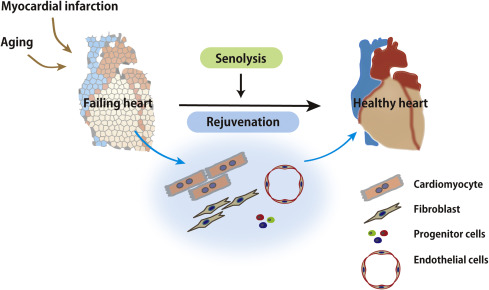 Myocardial infarction
Aging
Senolysis
Failing heart
Healthy heart
Rejuvenation
Cardiomyocyte
Fibroblast
Progenitor cells
Endothelial cells